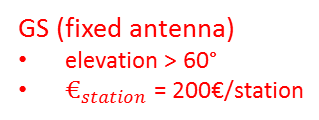 GS (fixed antenna)
• elevation > 60°
• €station = 200€/station